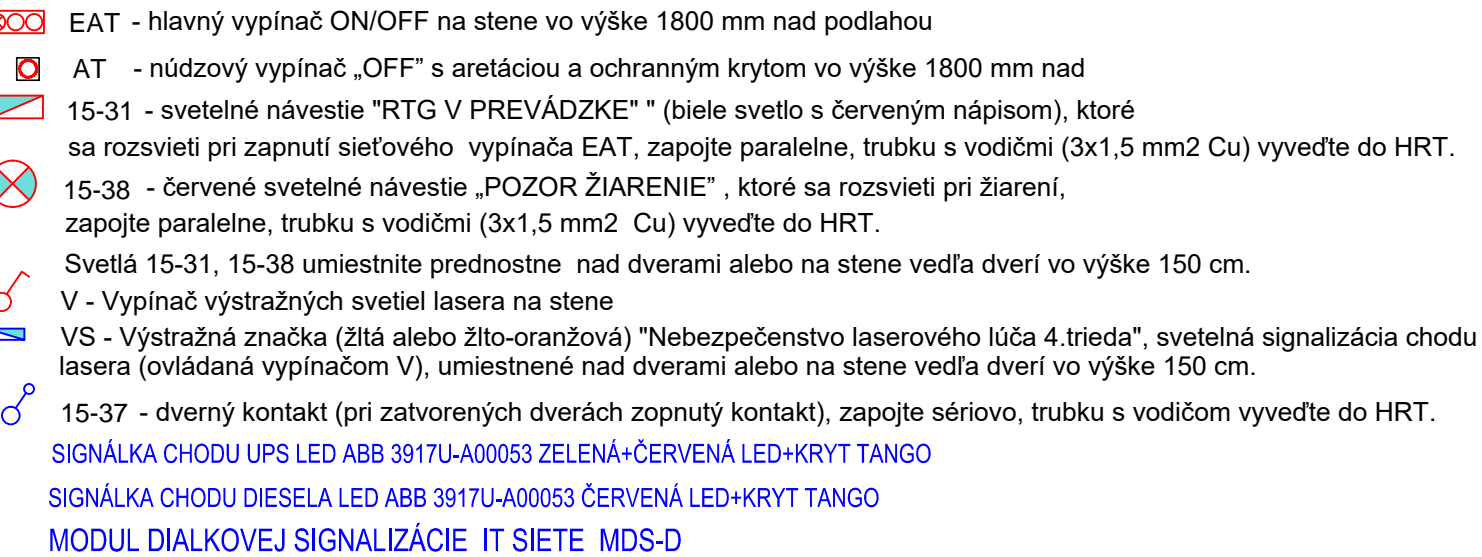 EAT - hlavný vypínač ON/OFF na stene vo výške 1800 mm nad podlahou
AT - núdzový vypínač „OFF” s aretáciou a ochranným krytom vo výške 1800 mm nad
15-31 - svetelné návestie "RTG V PREVÁDZKE" " (biele svetlo s červeným nápisom), ktoré
sa rozsvieti pri zapnutí sieťového vypínača EAT, zapojte paralelne, trubku s vodičmi (3x1,5 mm2 Cu) vyveďte do HRT.
15-38 - červené svetelné návestie „POZOR ŽIARENIE” , ktoré sa rozsvieti pri žiarení,
zapojte paralelne, trubku s vodičmi (3x1,5 mm2 Cu) vyveďte do HRT.
Svetlá 15-31, 15-38 umiestnite prednostne nad dverami alebo na stene vedľa dverí vo výške 150 cm.
V - Vypínač výstražných svetiel lasera na stene
VS - Výstražná značka (žltá alebo žlto-oranžová) "Nebezpečenstvo laserového lúča 4.trieda", svetelná signalizácia chodu
lasera (ovládaná vypínačom V), umiestnené nad dverami alebo na stene vedľa dverí vo výške 150 cm.
15-37 - dverný kontakt (pri zatvorených dverách zopnutý kontakt), zapojte sériovo, trubku s vodičom vyveďte do HRT.
SIGNÁLKA CHODU UPS LED ABB 3917U-A00053 ZELENÁ+ČERVENÁ LED+KRYT TANGO
SIGNÁLKA CHODU DIESELA LED ABB 3917U-A00053 ČERVENÁ LED+KRYT TANGO
MODUL DIALKOVEJ SIGNALIZÁCIE IT SIETE MDS-D